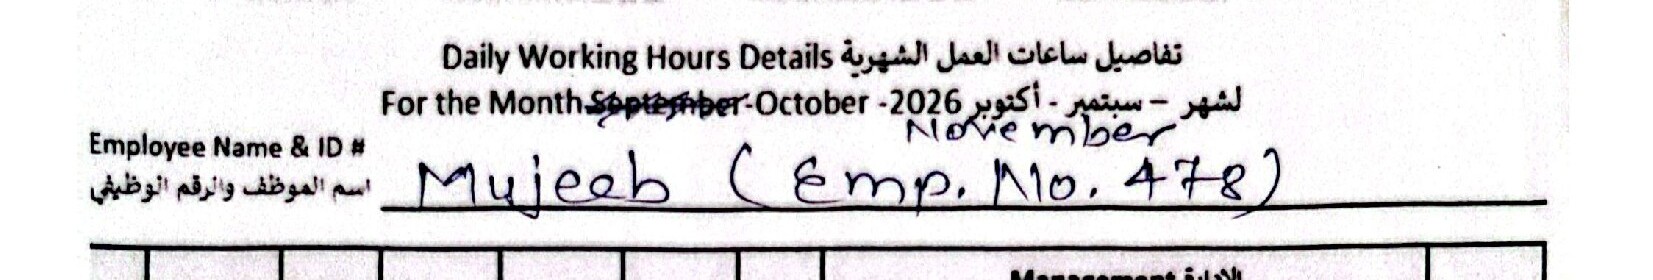 Daily Working Hours Details تفاصيل ساعات العمل الشهرية
For the Month September-October -2026 لشهر – سبتمبر - أكتوبر
November
Employee Name & ID #
اسم الموظف والرقم الوظيفي
Mujeeb (Emp. No. 478)
Management الإدارة